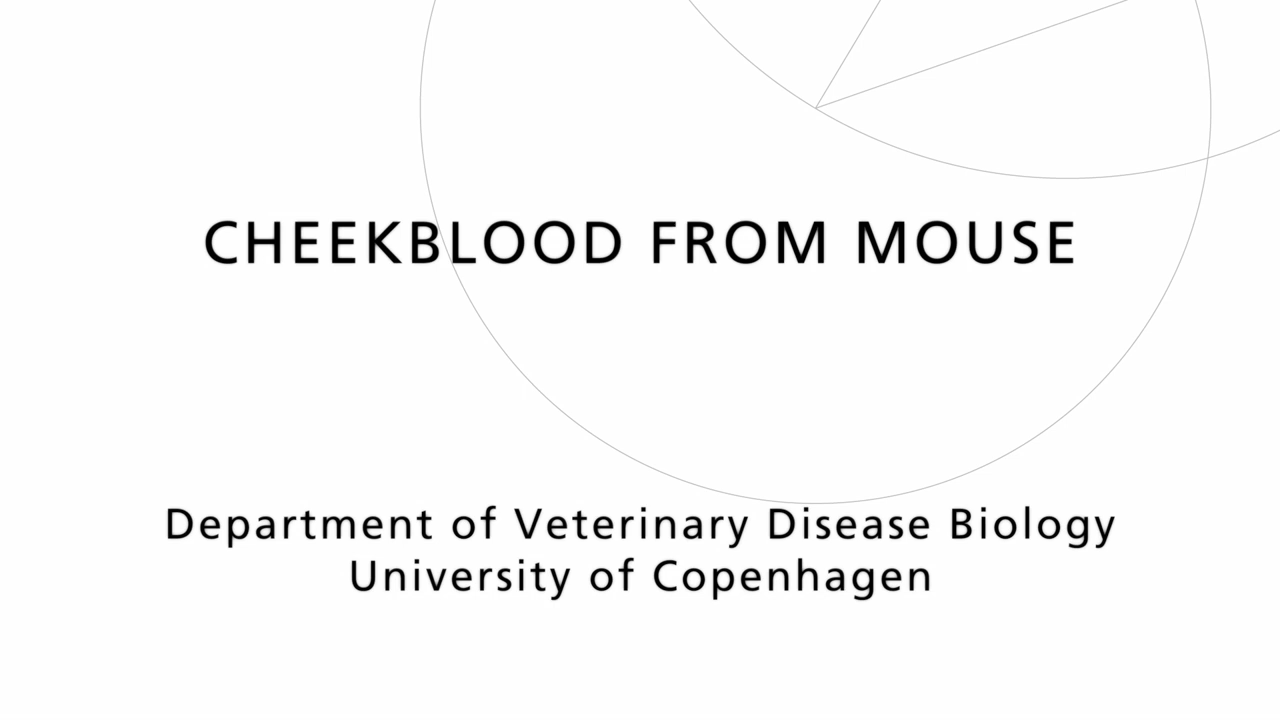 CHEEKBLOOD FROM MOUSE
Department of Veterinary Disease Biology
University of Copenhagen